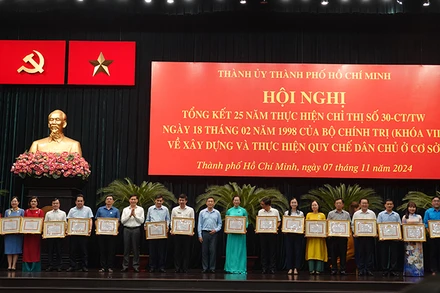 THÀNH ỦY THÀNH PHỐ HỒ CHÍ MINH
HỘI NGHỊ
TỔNG KẾT 25 NĂM THỰC HIỆN CHỈ THỊ SỐ 30-CT/TW
NGÀY 18 THÁNG 02 NĂM 1998 CỦA BỘ CHÍNH TRỊ (KHÓA VIII
VỀ XÂY DỰNG VÀ THỰC HIỆN QUY CHẾ DÂN CHỦ Ở CƠ SỞ
Thành phố Hồ Chí Minh, ngày 07 tháng 11 năm 2024